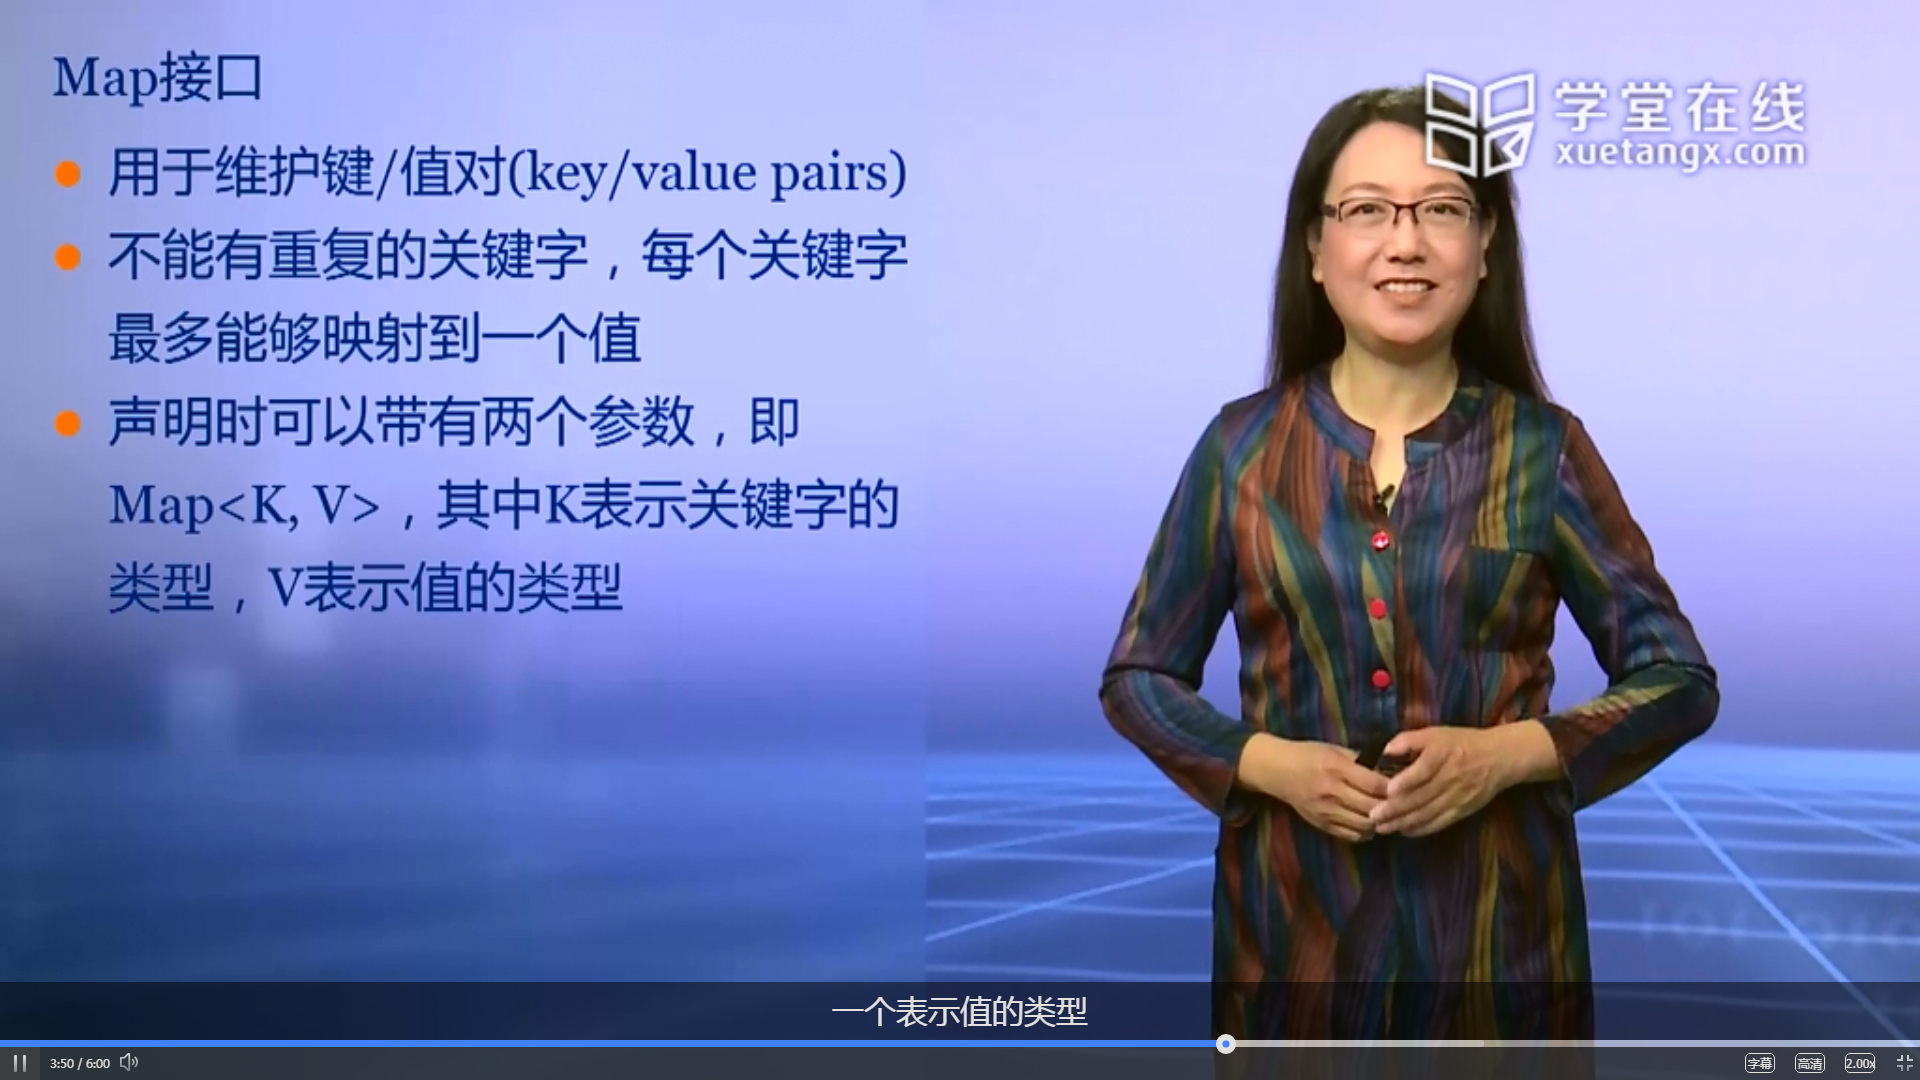 Map接口
用于维护键/值对(key/value pairs)
不能有重复的关键字，每个关键字
最多能够映射到一个值
声明时可以带有两个参数，即
Map<K, V>，其中K表示关键字的
类型，V表示值的类型
学堂在线
xuetangx.com
一个表示值的类型
3:50 / 6:00
字幕
高清
2.00x